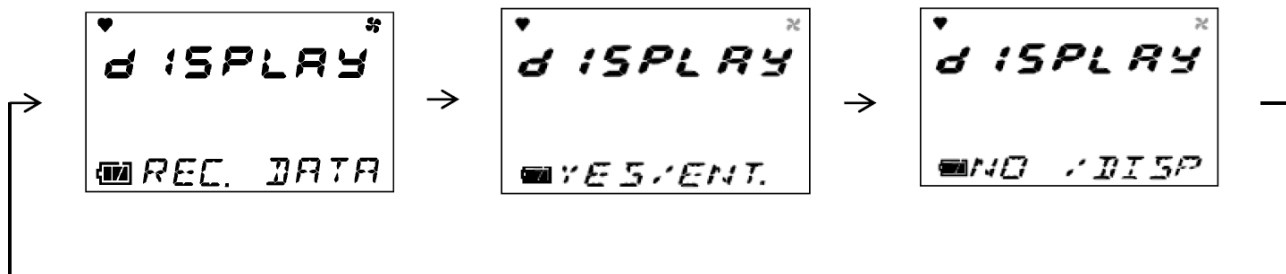 dISPLAY
REC. DATA
dISPLAY
YES/ENT.
dISPLAY
NO /DISP